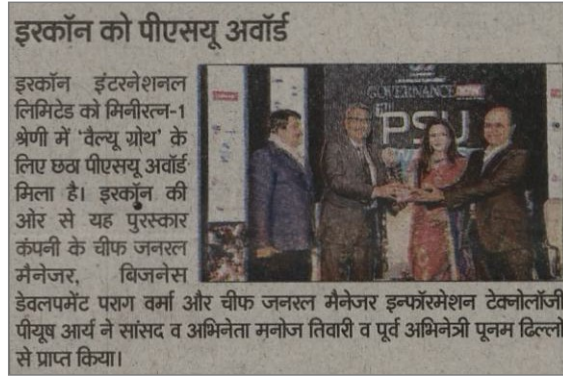 इरकॉन को पीएसयू अवॉर्ड
इरकॉन इंटरनेशनल
लिमिटेड को मिनीरत्न-1
श्रेणी में 'वैल्यू ग्रोथ' के
लिए छठा पीएसयू अवॉर्ड
मिला है। इरकॉन की
ओर से यह पुरस्कार
कंपनी के चीफ जनरल
मैनेजर, बिजनेस
डेवलपमेंट पराग वर्मा और चीफ जनरल मैनेजर इन्फॉरमेशन टेक्नोलॉजी
पीयूष आर्य ने सांसद व अभिनेता मनोज तिवारी व पूर्व अभिनेत्री पूनम ढिल्लो
से प्राप्त किया।
GOVERNANCE
PSU